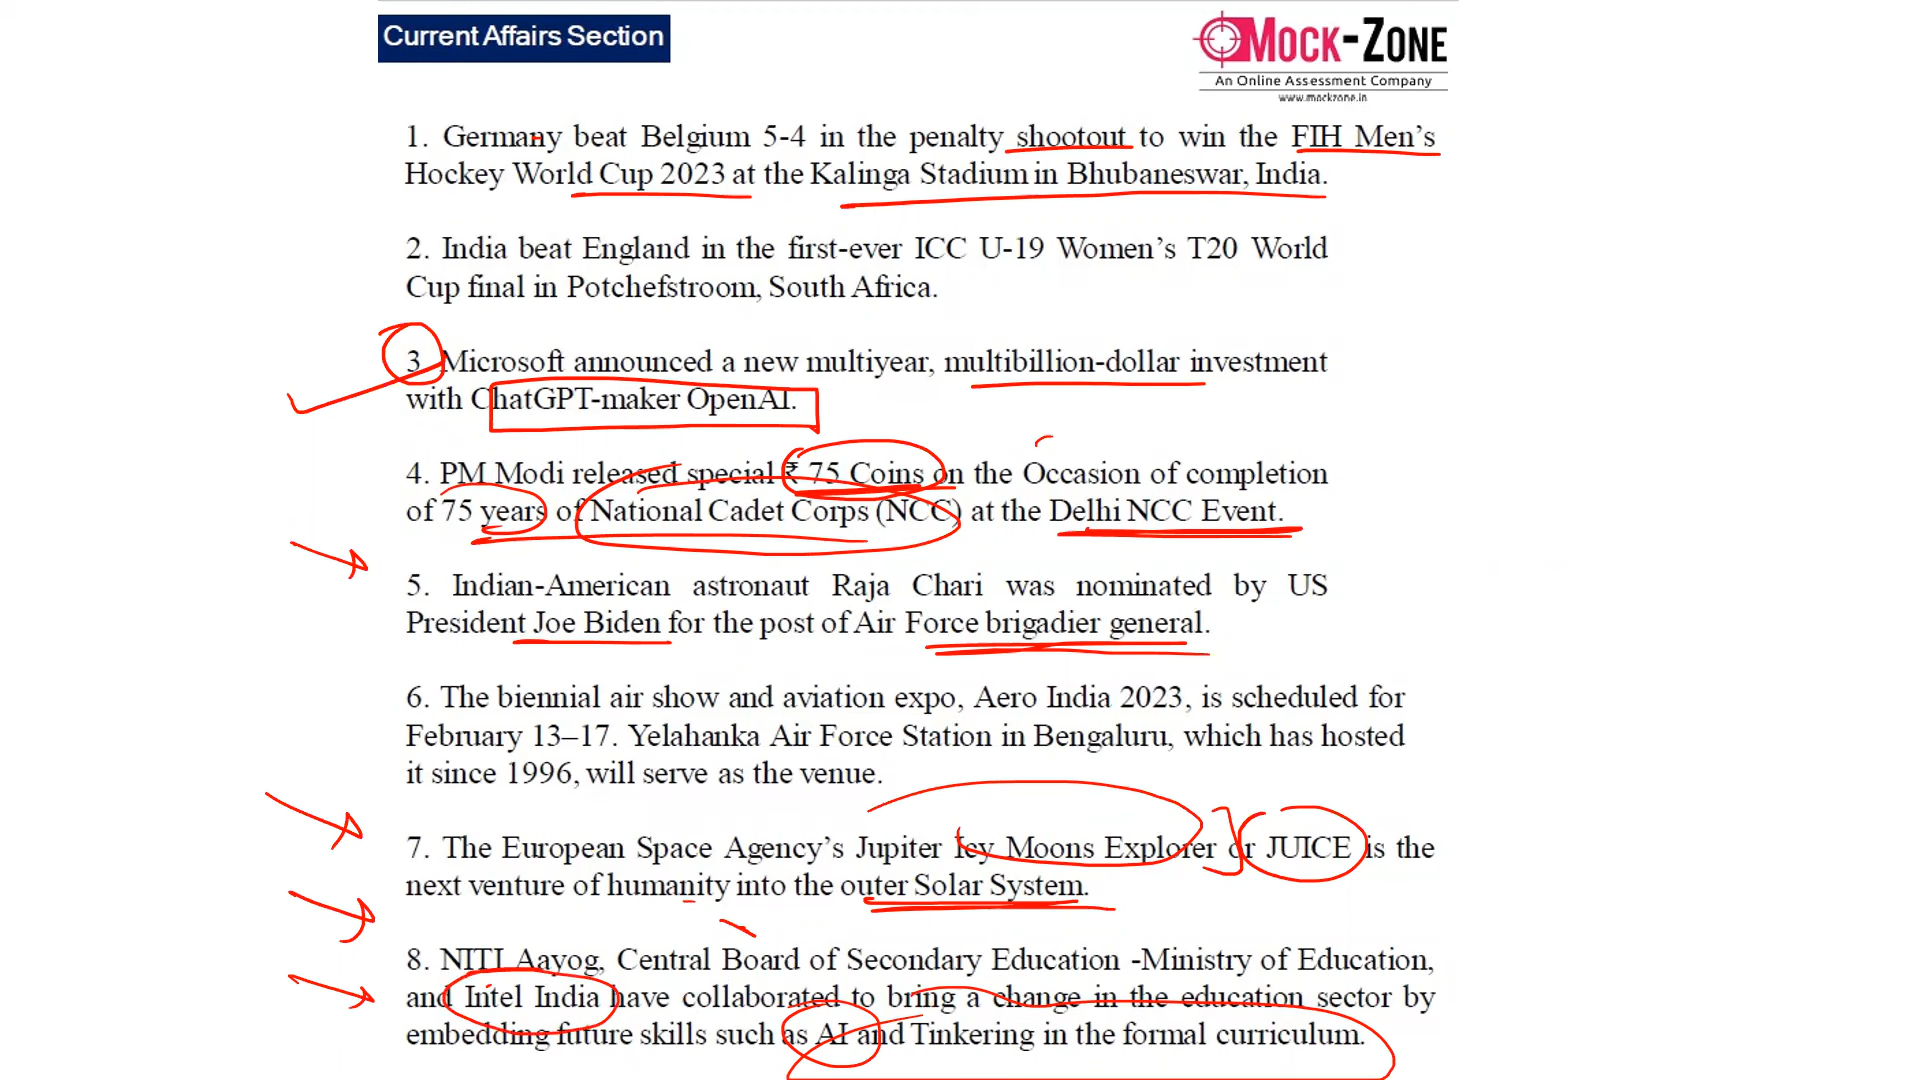 Current Affairs Section
MOCK-ZONE
An Online Assessment Company
www.mockzone.in
1. Germany beat Belgium 5-4 in the penalty shootout to win the FIH Men's
Hockey World Cup 2023 at the Kalinga Stadium in Bhubaneswar, India.
2. India beat England in the first-ever ICC U-19 Women's T20 World
Cup final in Potchefstroom, South Africa.
3. Microsoft announced a new multiyear, multibillion-dollar investment
with ChatGPT-maker OpenAI.
4. PM Modi released special ₹ 75 Coins on the Occasion of completion
of 75 years of National Cadet Corps (NCC) at the Delhi NCC Event.
5. Indian-American astronaut Raja Chari was nominated by US
President Joe Biden for the post of Air Force brigadier general.
6. The biennial air show and aviation expo, Aero India 2023, is scheduled for
February 13–17. Yelahanka Air Force Station in Bengaluru, which has hosted
it since 1996, will serve as the venue.
7. The European Space Agency's Jupiter Icy Moons Explorer or JUICE is the
next venture of humanity into the outer Solar System.
8. NITI Aayog, Central Board of Secondary Education -Ministry of Education,
and Intel India have collaborated to bring a change in the education sector by
embedding future skills such as AI and Tinkering in the formal curriculum.